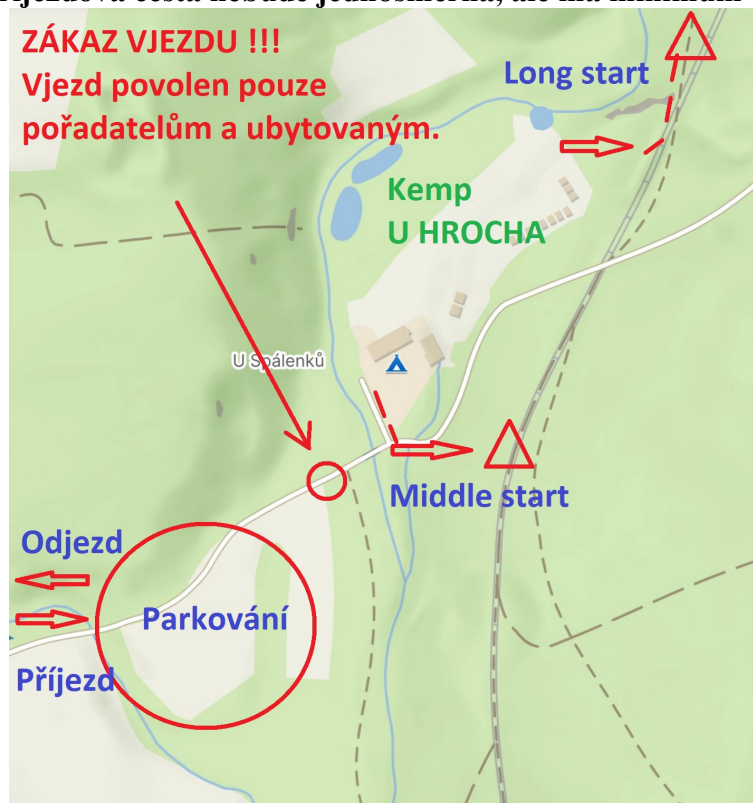 ZÁKAZ VJEZDU !!!
Vjezd povolen pouze
pořadatelům a ubytovaným.
Long start
Kemp
U HROCHA
U Spálenků
Middle start
Odjezd
Parkování
Příjezd